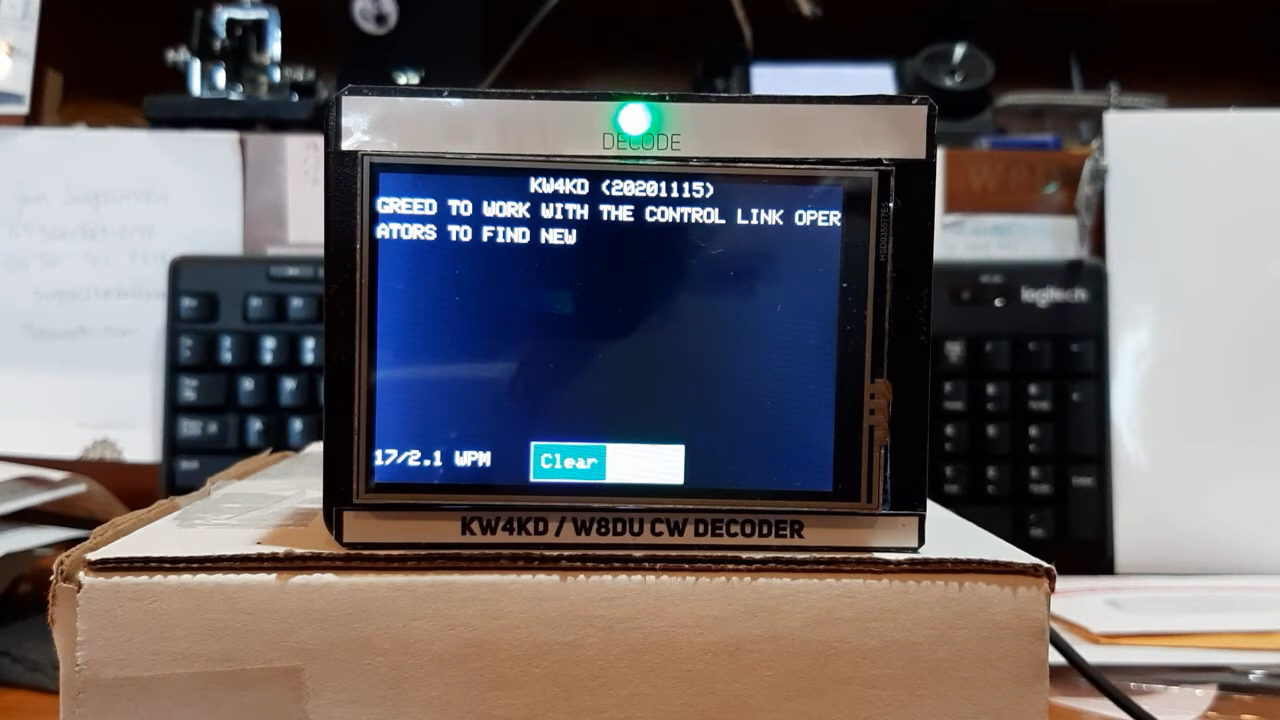 DECODE
KW4KD (20201115)
GREED TO WORK WITH THE CONTROL LINK OPER
ATORS TO FIND NEW
17/2.1 WPM
Clear
KW4KD / W8DU CW DECODER
logitech